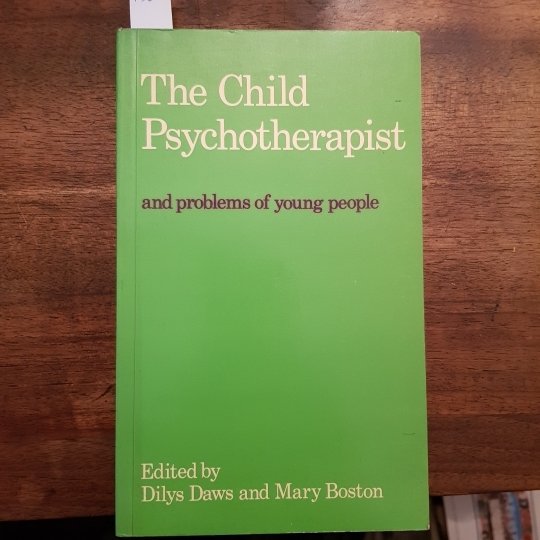 The Child
Psychotherapist
and problems of young people
Edited by
Dilys Daws and Mary Boston